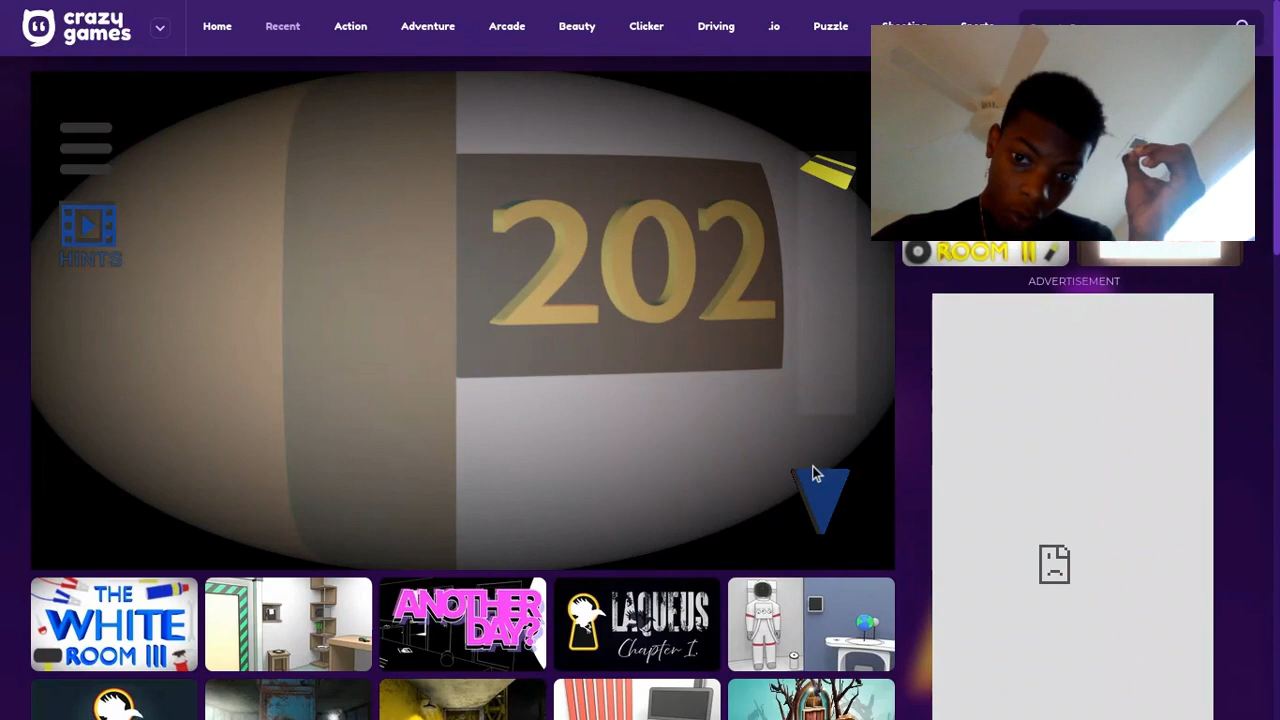 crazy games
Home
Recent
Action
Adventure
Arcade
Beauty
Clicker
Driving
.io
Puzzle
HINTS
202
ROOM II
ADVERTISEMENT
THE
WHITE
ROOM III
ANOTHER
DAY?
LAQUEUS
Chapter I.